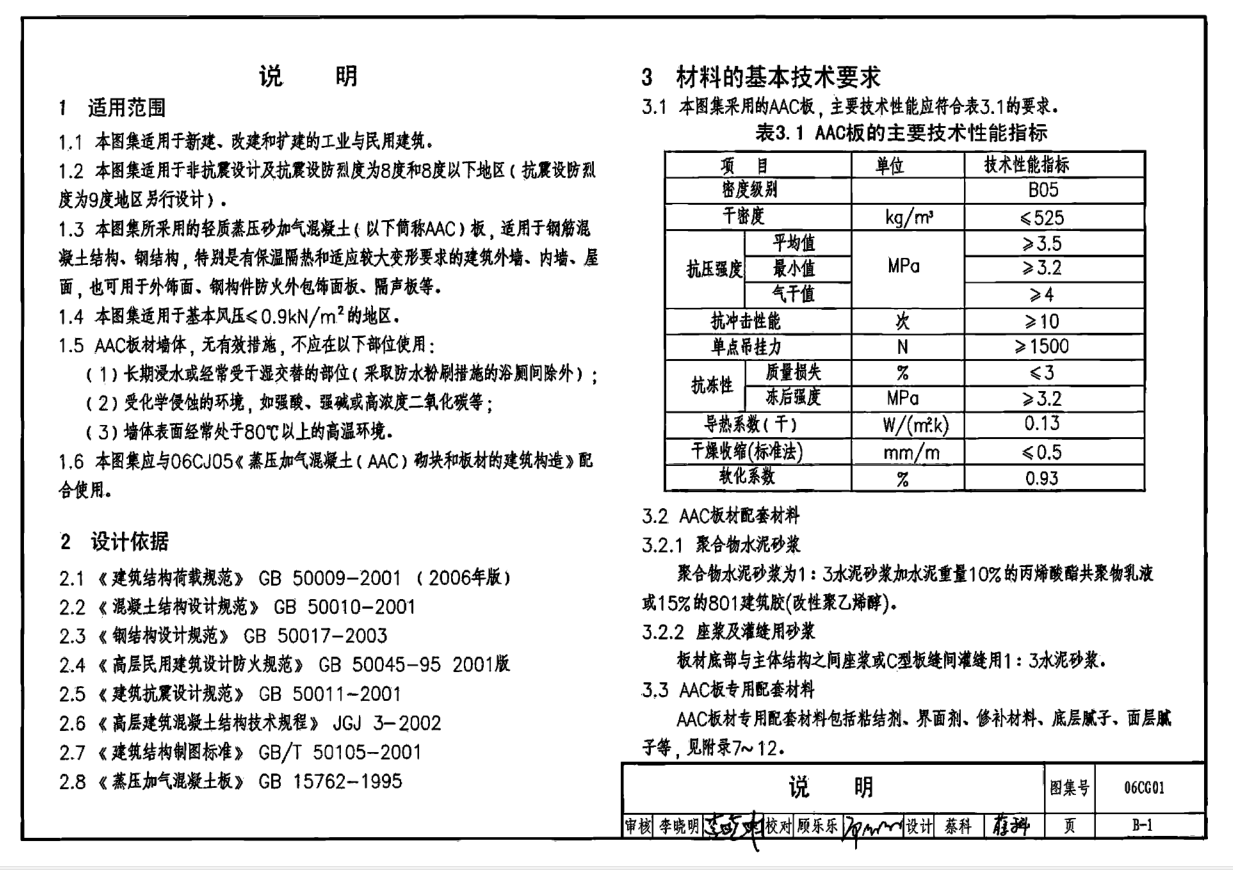 说 明
1 适用范围
1.1 本图集适用于新建、改建和扩建的工业与民用建筑。
1.2 本图集适用于非抗震设计及抗震设防烈度为8度和8度以下地区(抗震设防烈
度为9度地区另行设计)。
1.3 本图集所采用的轻质蒸压砂加气混凝土(以下简称AAC)板,适用于钢筋混
凝土结构、钢结构,特别是有保温隔热和适应较大变形要求的建筑外墙、内墙、屋
面,也可用于外饰面、钢构件防火外包饰面板、隔声板等。
1.4 本图集适用于基本风压≤0.9kN/m²的地区。
1.5 AAC板材墙体,无有效措施,不应在以下部位使用:
(1)长期浸水或经常受干湿交替的部位(采取防水粉刷措施的浴厕间除外);
(2)受化学侵蚀的环境,如强酸、强碱或高浓度二氧化碳等;
(3)墙体表面经常处于80℃以上的高温环境。
1.6 本图集应与06CJ05《蒸压加气混凝土(AAC)砌块和板材的建筑构造》配
合使用。
2 设计依据
2.1《建筑结构荷载规范》 GB 50009-2001 (2006年版)
2.2《混凝土结构设计规范》 GB 50010-2001
2.3《钢结构设计规范》 GB 50017-2003
2.4《高层民用建筑设计防火规范》 GB 50045-95 2001版
2.5《建筑抗震设计规范》 GB 50011-2001
2.6《高层建筑混凝土结构技术规程》 JGJ 3-2002
2.7《建筑结构制图标准》 GB/T 50105-2001
2.8《蒸压加气混凝土板》 GB 15762-1995
3 材料的基本技术要求
3.1 本图集采用的AAC板,主要技术性能应符合表3.1的要求。
表3.1 AAC板的主要技术性能指标
项 目 单位 技术性能指标
密度级别 B05
干密度 kg/m³ ≤525
抗压强度 平均值 MPa ≥3.5
最小值 ≥3.2
气干值 ≥4
抗冲击性能 次 ≥10
单点吊挂力 N ≥1500
抗冻性 质量损失 % ≤3
冻后强度 MPa ≥3.2
导热系数(干) W/(m²k) 0.13
干燥收缩(标准法) mm/m ≤0.5
软化系数 % 0.93
3.2 AAC板材配套材料
3.2.1 聚合物水泥砂浆
聚合物水泥砂浆为1:3水泥砂浆加水泥重量10%的丙烯酸酯共聚物乳液
或15%的801建筑胶(改性聚乙烯醇)。
3.2.2 座浆及灌缝用砂浆
板材底部与主体结构之间座浆或C型板缝间灌缝用1:3水泥砂浆。
3.3 AAC板专用配套材料
AAC板材专用配套材料包括粘结剂、界面剂、修补材料、底层腻子、面层腻
子等,见附录7~12。
说 明 图集号 06CG01
审核 李晓明 校对 顾乐乐 设计 蔡科 页 B-1